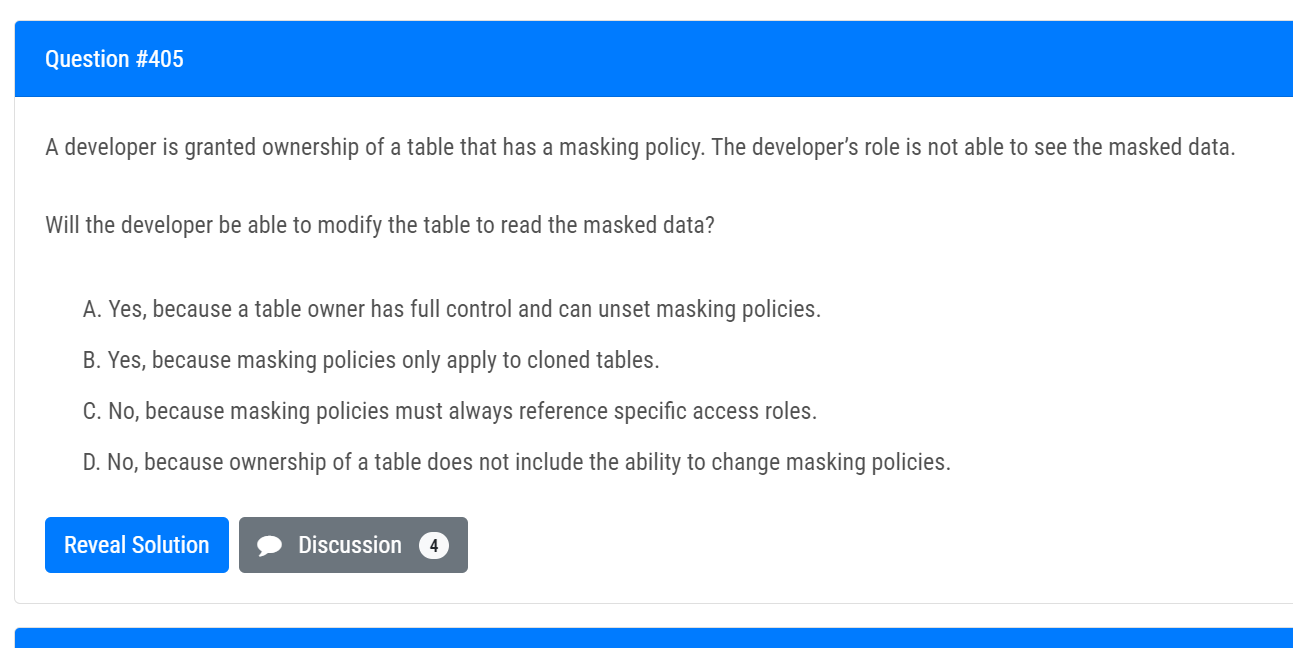 Question #405
A developer is granted ownership of a table that has a masking policy. The developer’s role is not able to see the masked data.
Will the developer be able to modify the table to read the masked data?
A. Yes, because a table owner has full control and can unset masking policies.
B. Yes, because masking policies only apply to cloned tables.
C. No, because masking policies must always reference specific access roles.
D. No, because ownership of a table does not include the ability to change masking policies.
Reveal Solution
Discussion 4